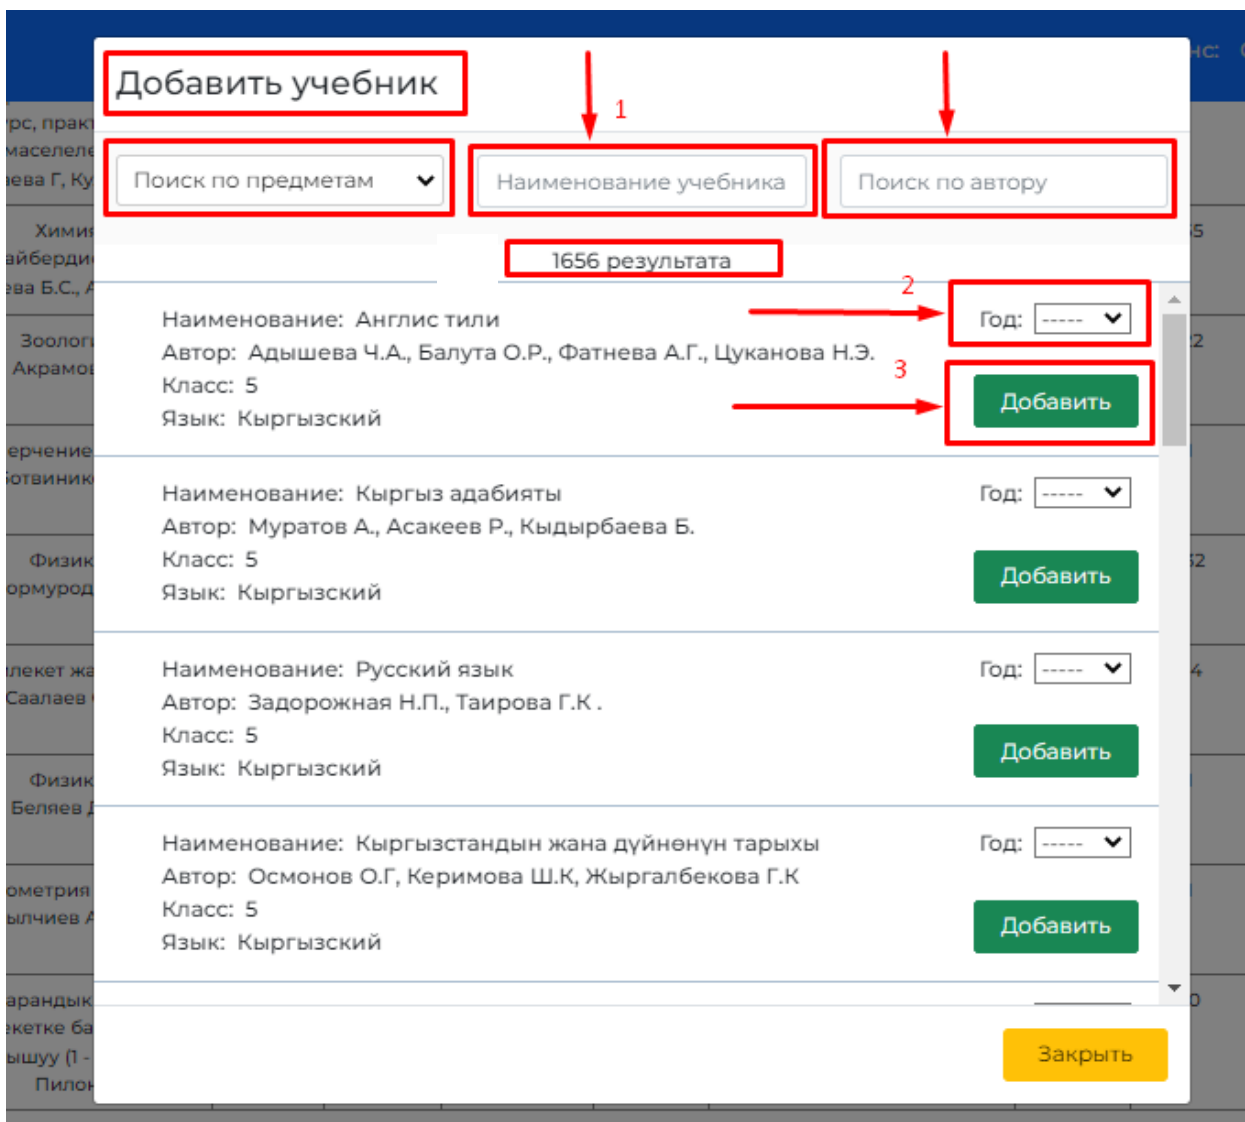 нс:
Добавить учебник
1
Поиск по предметам
Наименование учебника
Поиск по автору
1656 результата
2
Наименование: Англис тили
Год: -----
Автор: Адышева Ч.А., Балута О.Р., Фатнева А.Г., Цуканова Н.Э.
3
Класс: 5
Добавить
Язык: Кыргызский
Наименование: Кыргыз адабияты
Год: -----
Автор: Муратов А., Асакеев Р., Кыдырбаева Б.
Класс: 5
Добавить
Язык: Кыргызский
Наименование: Русский язык
Год: -----
Автор: Задорожная Н.П., Таирова Г.К .
Класс: 5
Добавить
Язык: Кыргызский
Наименование: Кыргызстандын жана дүйнөнүн тарыхы
Год: -----
Автор: Осмонов О.Г, Керимова Ш.К, Жыргалбекова Г.К
Класс: 5
Добавить
Язык: Кыргызский
Закрыть